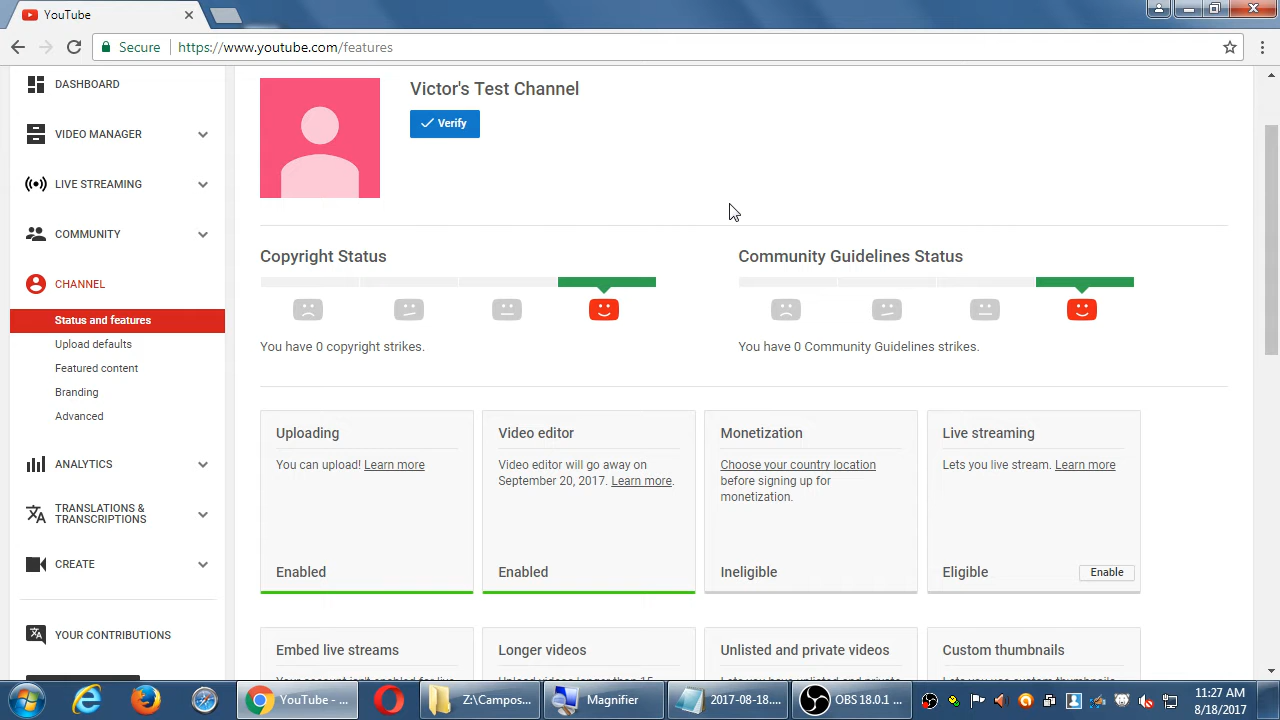 YouTube
Secure https://www.youtube.com/features
DASHBOARD
VIDEO MANAGER
LIVE STREAMING
COMMUNITY
CHANNEL
Status and features
Upload defaults
Featured content
Branding
Advanced
ANALYTICS
TRANSLATIONS &
TRANSCRIPTIONS
CREATE
YOUR CONTRIBUTIONS
Victor's Test Channel
Verify
Copyright Status
You have 0 copyright strikes.
Community Guidelines Status
You have 0 Community Guidelines strikes.
Uploading
You can upload! Learn more
Enabled
Video editor
Video editor will go away on
September 20, 2017. Learn more.
Enabled
Monetization
Choose your country location
before signing up for
monetization.
Ineligible
Live streaming
Lets you live stream. Learn more
Eligible Enable
Embed live streams
Longer videos
Unlisted and private videos
Custom thumbnails
YouTube - ...
Z:\Campos...
Magnifier
2017-08-18....
OBS 18.0.1 ...
11:27 AM
8/18/2017